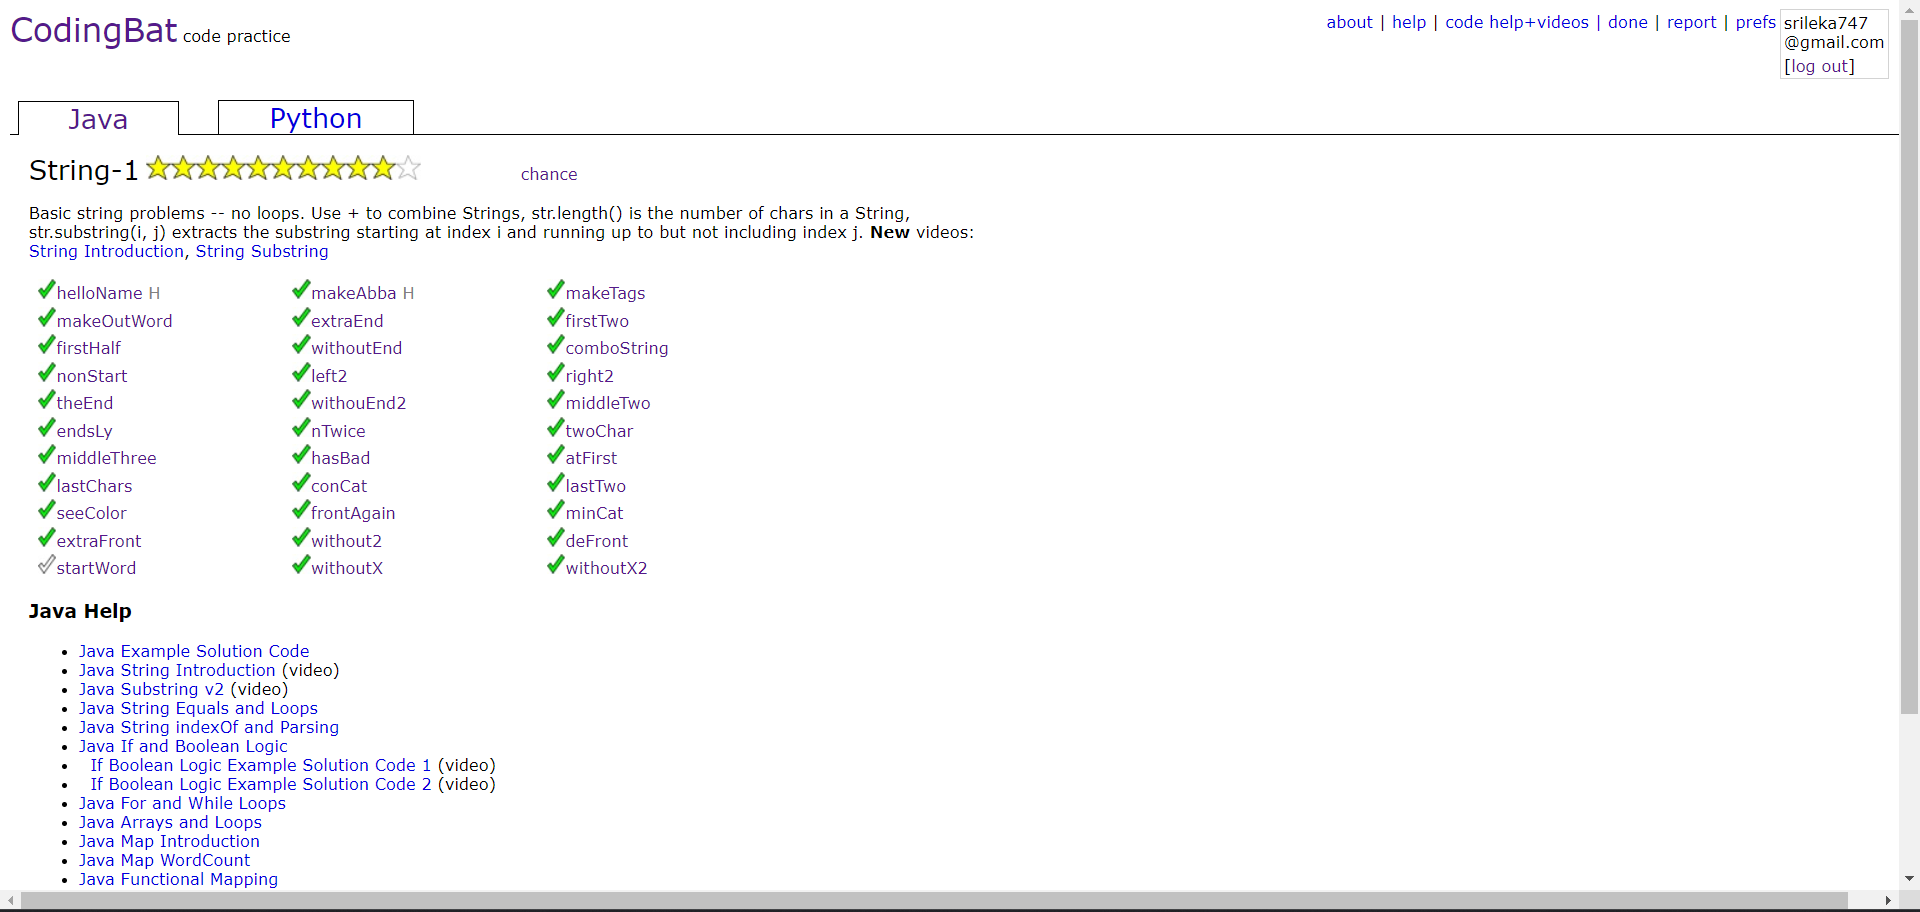 CodingBat code practice
about | help | code help+videos | done | report | prefs
srileka747
@gmail.com
[log out]
Java
Python
String-1
chance
Basic string problems -- no loops. Use + to combine Strings, str.length() is the number of chars in a String,
str.substring(i, j) extracts the substring starting at index i and running up to but not including index j. New videos:
String Introduction, String Substring
helloName H makeAbba H makeTags
makeOutWord extraEnd firstTwo
firstHalf withoutEnd comboString
nonStart left2 right2
theEnd withouEnd2 middleTwo
endsLy nTwice twoChar
middleThree hasBad atFirst
lastChars conCat lastTwo
seeColor frontAgain minCat
extraFront without2 deFront
startWord withoutX withoutX2
Java Help
• Java Example Solution Code
• Java String Introduction (video)
• Java Substring v2 (video)
• Java String Equals and Loops
• Java String indexOf and Parsing
• Java If and Boolean Logic
• If Boolean Logic Example Solution Code 1 (video)
• If Boolean Logic Example Solution Code 2 (video)
• Java For and While Loops
• Java Arrays and Loops
• Java Map Introduction
• Java Map WordCount
• Java Functional Mapping